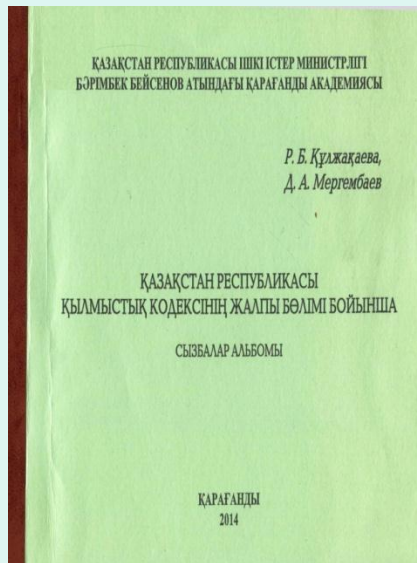 ҚАЗАҚСТАН РЕСПУБЛИКАСЫ ІШКІ ІСТЕР МИНИСТРЛІГІ
БӘРІМБЕК БЕЙСЕНОВ АТЫНДАҒЫ ҚАРАҒАНДЫ АКАДЕМИЯСЫ
Р. Б. Құлжақаева,
Д. А. Мергембаев
ҚАЗАҚСТАН РЕСПУБЛИКАСЫ
ҚЫЛМЫСТЫҚ КОДЕКСІНІҢ ЖАЛПЫ БӨЛІМІ БОЙЫНША
СЫЗБАЛАР АЛЬБОМЫ
ҚАРАҒАНДЫ
2014